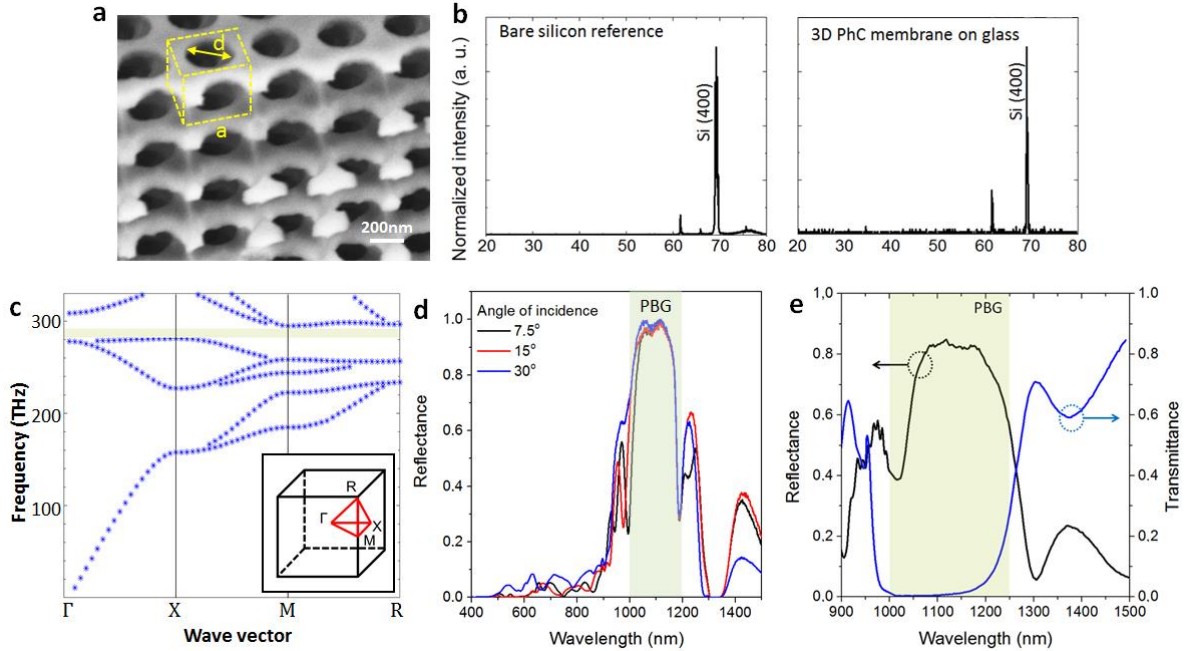 a
d
a
200nm
b
Normalized intensity (a. u.)
Bare silicon reference
Si (400)
20 30 40 50 60 70 80
3D PhC membrane on glass
Si (400)
20 30 40 50 60 70 80
c
Frequency (THz)
300
200
100
Γ X M R
Wave vector
R
Γ X
M
d
Reflectance
1.0
0.8
0.6
0.4
0.2
0.0
Angle of incidence
7.5°
15°
30°
PBG
400 600 800 1000 1200 1400
Wavelength (nm)
e
Reflectance
1.0
0.8
0.6
0.4
0.2
0.0
PBG
1.0
0.8
0.6
0.4
0.2
0.0
Transmittance
900 1000 1100 1200 1300 1400 1500
Wavelength (nm)